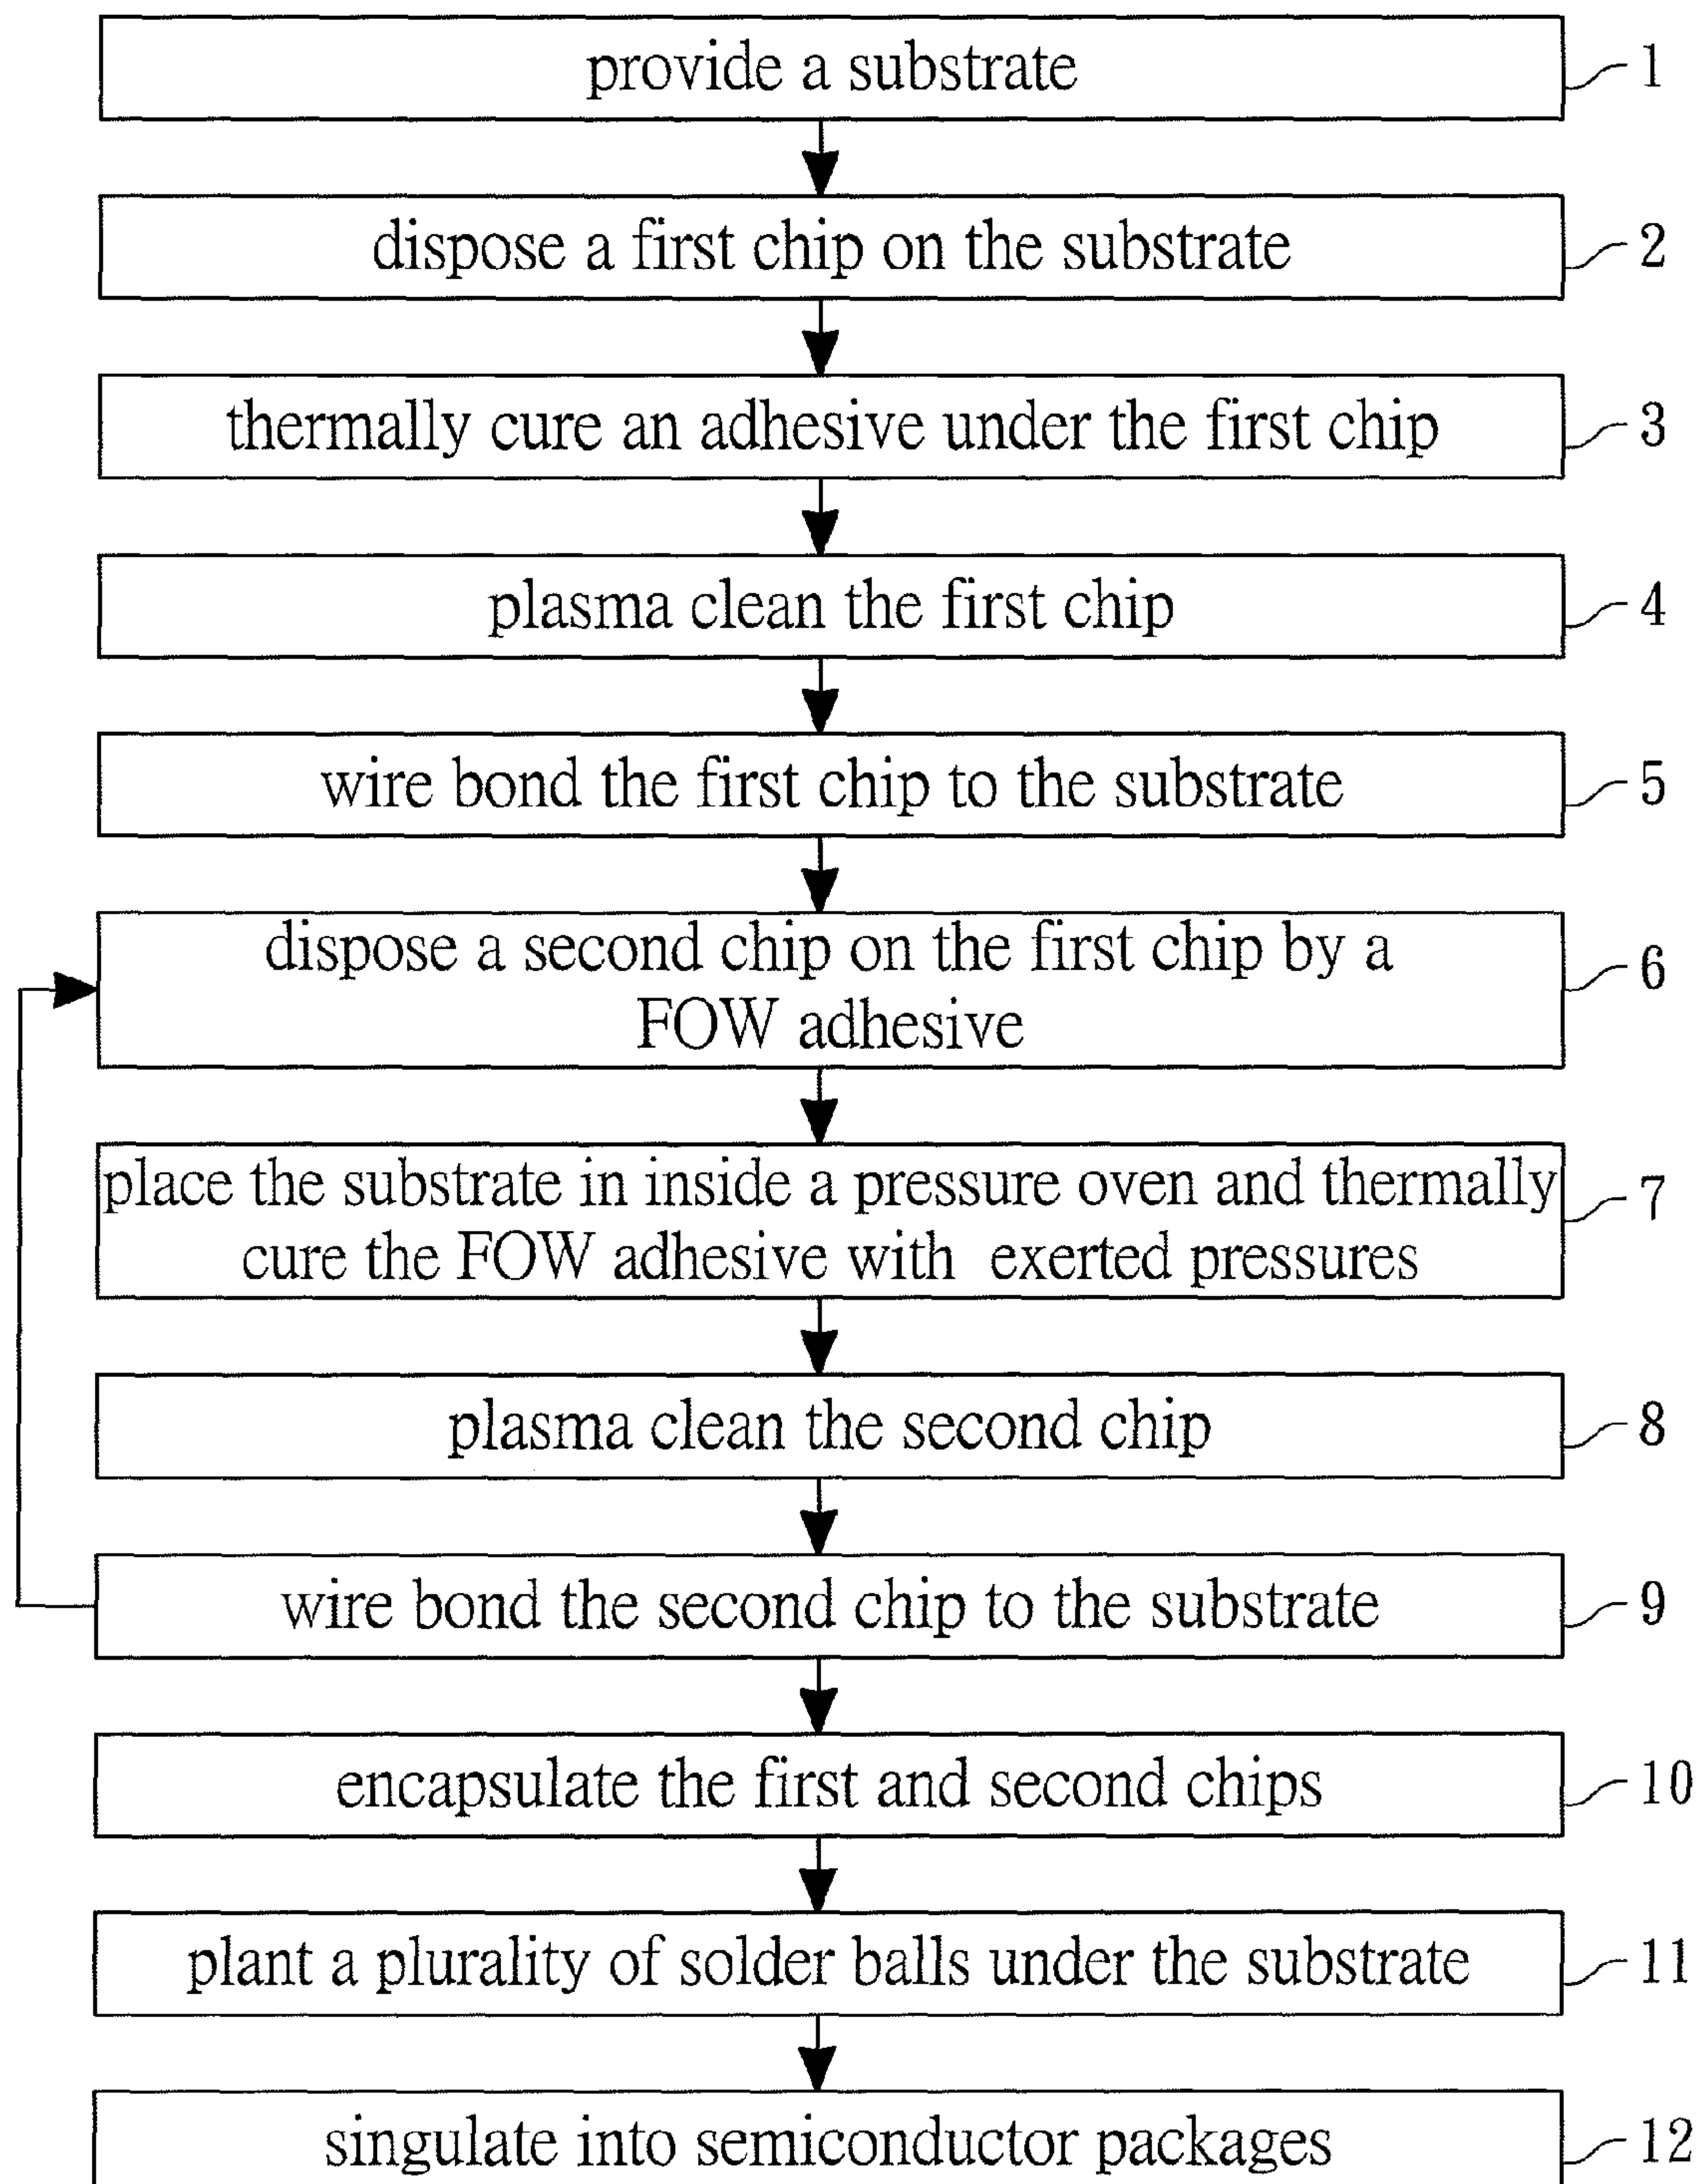 provide a substrate 1
dispose a first chip on the substrate 2
thermally cure an adhesive under the first chip 3
plasma clean the first chip 4
wire bond the first chip to the substrate 5
dispose a second chip on the first chip by a
FOW adhesive 6
place the substrate in inside a pressure oven and thermally
cure the FOW adhesive with exerted pressures 7
plasma clean the second chip 8
wire bond the second chip to the substrate 9
encapsulate the first and second chips 10
plant a plurality of solder balls under the substrate 11
singulate into semiconductor packages 12